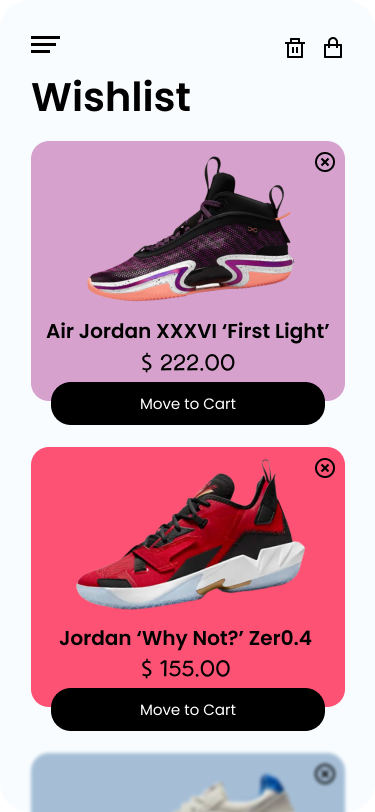 Wishlist
Air Jordan XXXVI ‘First Light’
$ 222.00
Move to Cart
Jordan ‘Why Not?’ Zer0.4
$ 155.00
Move to Cart